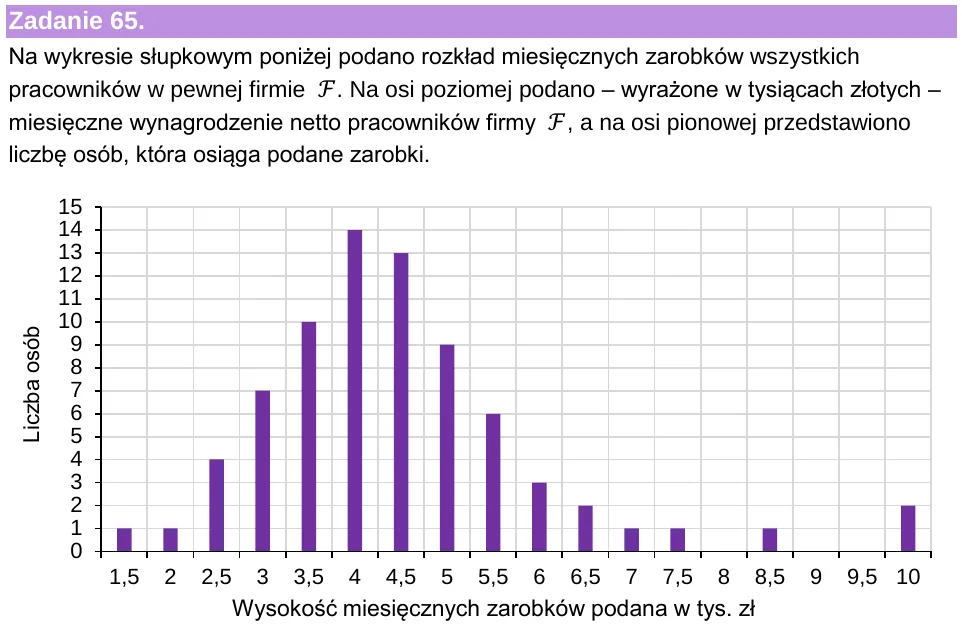 Zadanie 65.
Na wykresie słupkowym poniżej podano rozkład miesięcznych zarobków wszystkich
pracowników w pewnej firmie ℱ. Na osi poziomej podano – wyrażone w tysiącach złotych –
miesięczne wynagrodzenie netto pracowników firmy ℱ, a na osi pionowej przedstawiono
liczbę osób, która osiąga podane zarobki.
Liczba osób
15
14
13
12
11
10
9
8
7
6
5
4
3
2
1
0
1,5 2 2,5 3 3,5 4 4,5 5 5,5 6 6,5 7 7,5 8 8,5 9 9,5 10
Wysokość miesięcznych zarobków podana w tys. zł